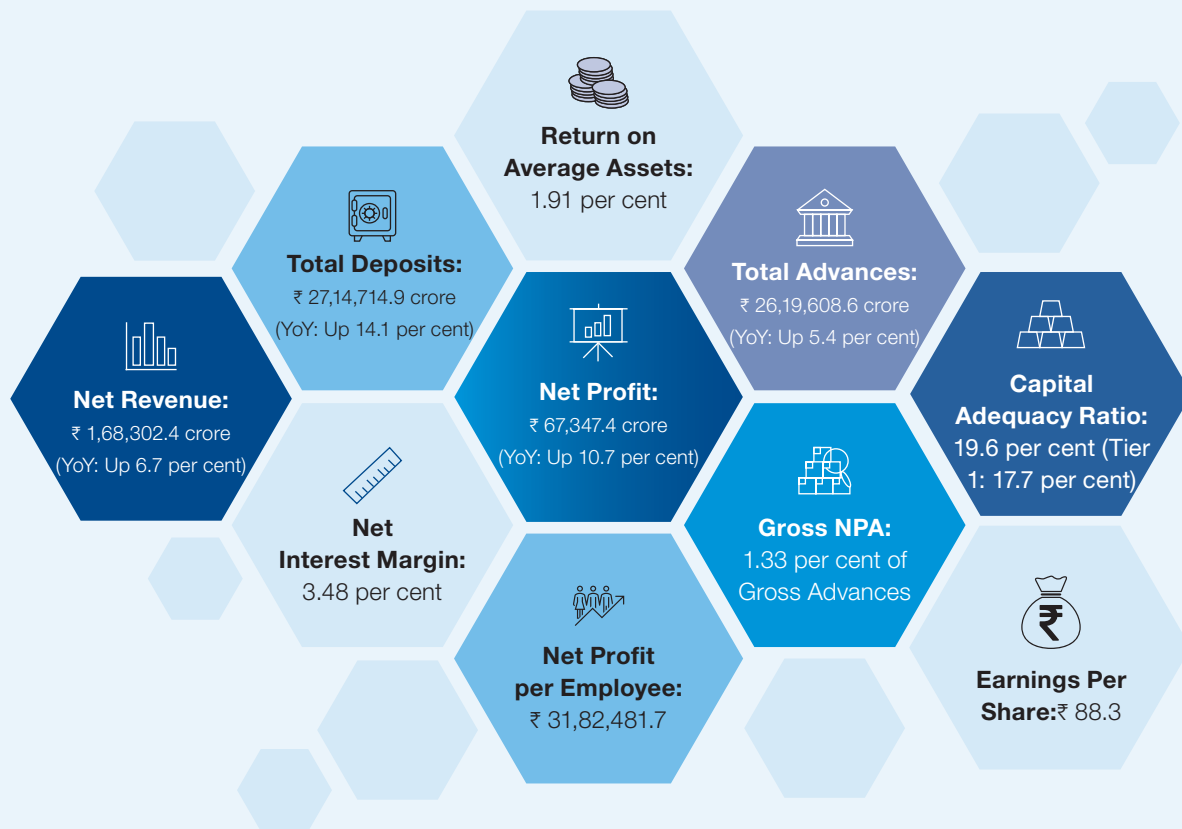 Return on
Average Assets:
1.91 per cent
Total Deposits:
₹ 27,14,714.9 crore
(YoY: Up 14.1 per cent)
Total Advances:
₹ 26,19,608.6 crore
(YoY: Up 5.4 per cent)
Net Revenue:
₹ 1,68,302.4 crore
(YoY: Up 6.7 per cent)
Net Profit:
₹ 67,347.4 crore
(YoY: Up 10.7 per cent)
Capital
Adequacy Ratio:
19.6 per cent (Tier
1: 17.7 per cent)
Net
Interest Margin:
3.48 per cent
Gross NPA:
1.33 per cent of
Gross Advances
Net Profit
per Employee:
₹ 31,82,481.7
₹
Earnings Per
Share:₹ 88.3